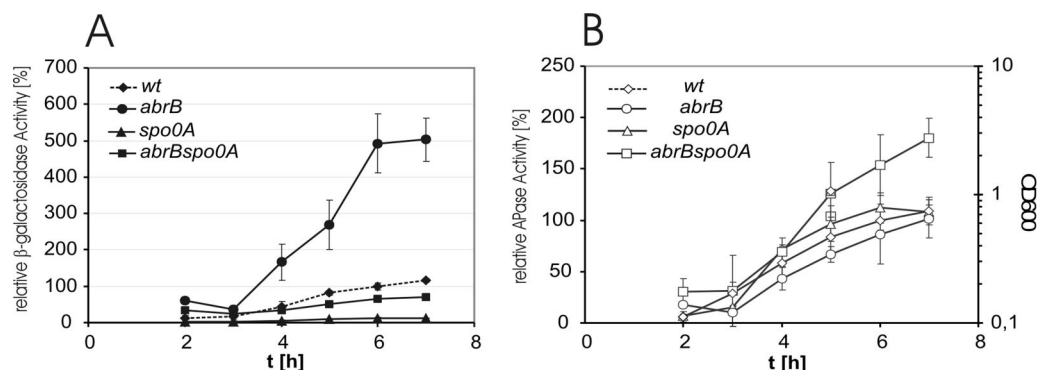 A
B
relative β-galactosidase Activity [%]
700
600
500
400
300
200
100
0
wt
abrB
spo0A
abrBspo0A
0
2
4
6
8
t [h]
relative APase Activity [%]
250
200
150
100
50
0
wt
abrB
spo0A
abrBspo0A
10
1
0,1
OD600
0
2
4
6
8
t [h]